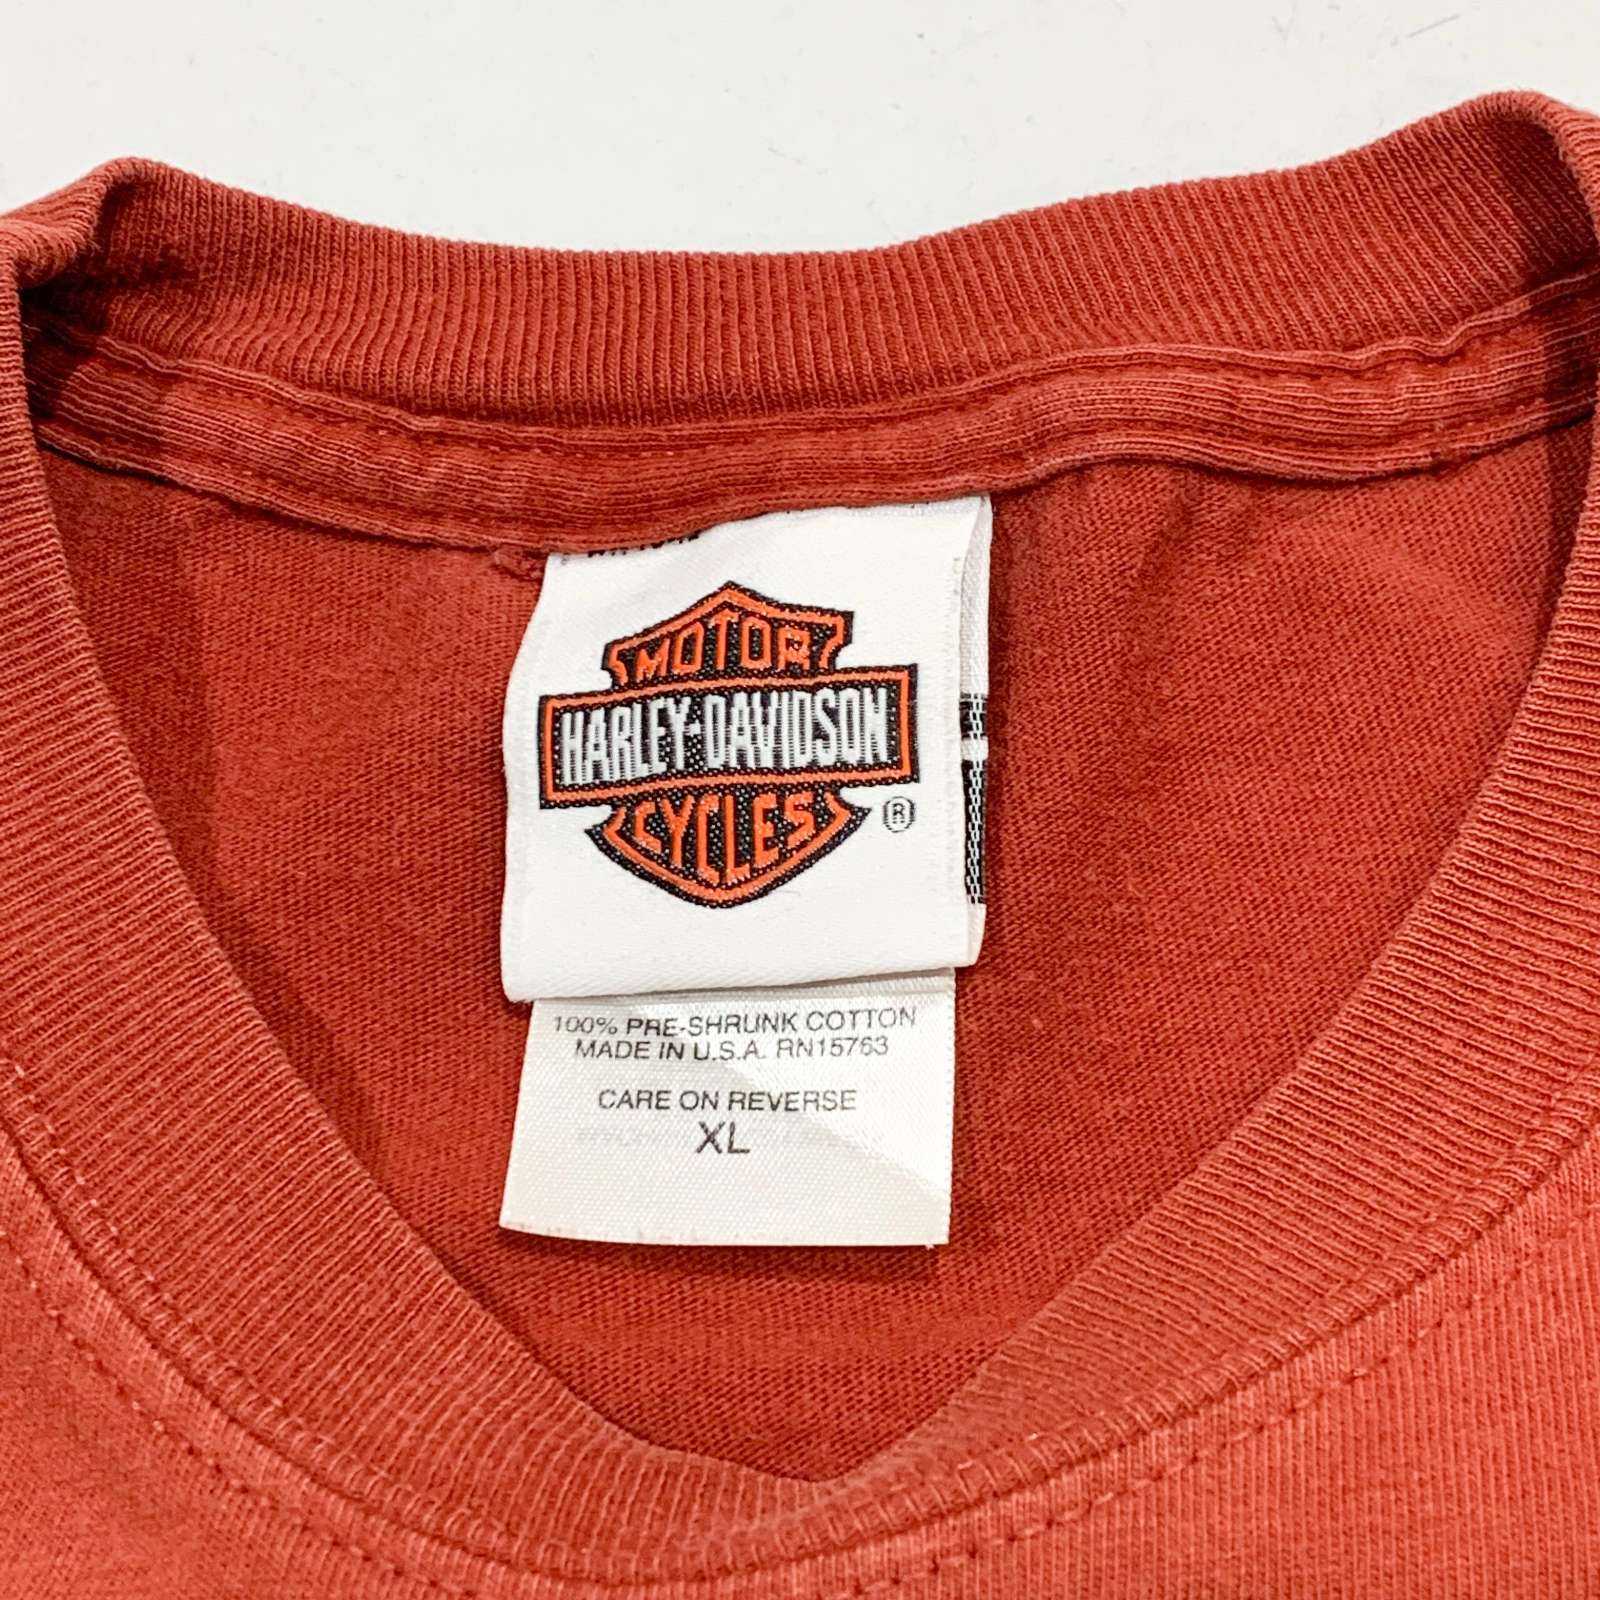 MOTOR
HARLEY-DAVIDSON
CYCLES
®
100% PRE-SHRUNK COTTON
MADE IN U.S.A. RN15763
CARE ON REVERSE
XL